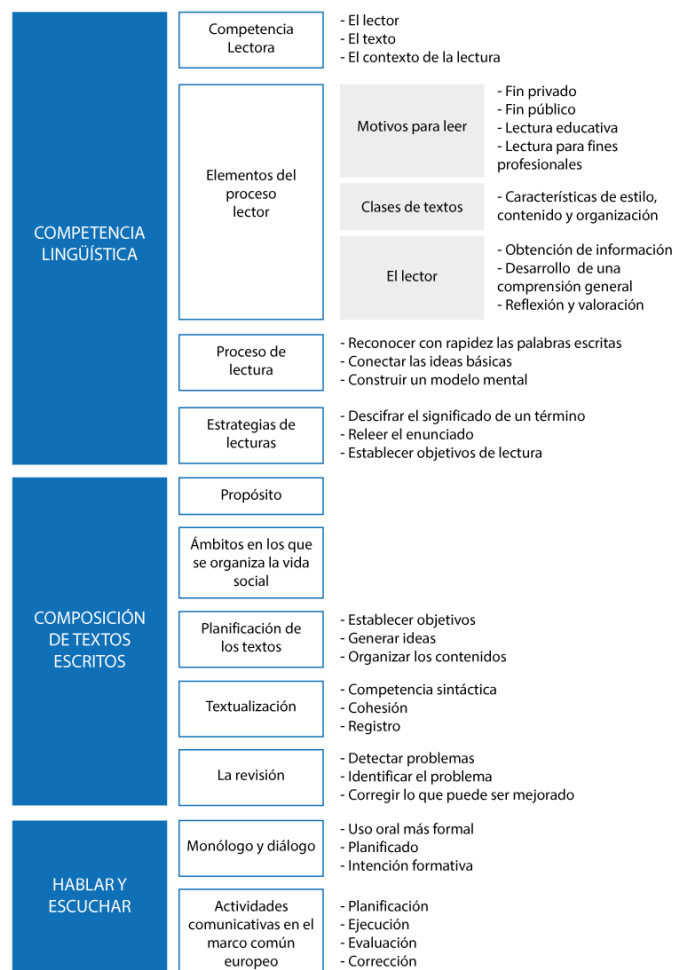 COMPETENCIA
LINGÜÍSTICA
Competencia
Lectora
- El lector
- El texto
- El contexto de la lectura
Elementos del
proceso
lector
Motivos para leer
- Fin privado
- Fin público
- Lectura educativa
- Lectura para fines
profesionales
Clases de textos
- Características de estilo,
contenido y organización
El lector
- Obtención de información
- Desarrollo de una
comprensión general
- Reflexión y valoración
Proceso de
lectura
- Reconocer con rapidez las palabras escritas
- Conectar las ideas básicas
- Construir un modelo mental
Estrategias de
lecturas
- Descifrar el significado de un término
- Releer el enunciado
- Establecer objetivos de lectura
COMPOSICIÓN
DE TEXTOS
ESCRITOS
Propósito
Ámbitos en los que
se organiza la vida
social
Planificación de
los textos
- Establecer objetivos
- Generar ideas
- Organizar los contenidos
Textualización
- Competencia sintáctica
- Cohesión
- Registro
La revisión
- Detectar problemas
- Identificar el problema
- Corregir lo que puede ser mejorado
HABLAR Y
ESCUCHAR
Monólogo y diálogo
- Uso oral más formal
- Planificado
- Intención formativa
Actividades
comunicativas en el
marco común
europeo
- Planificación
- Ejecución
- Evaluación
- Corrección